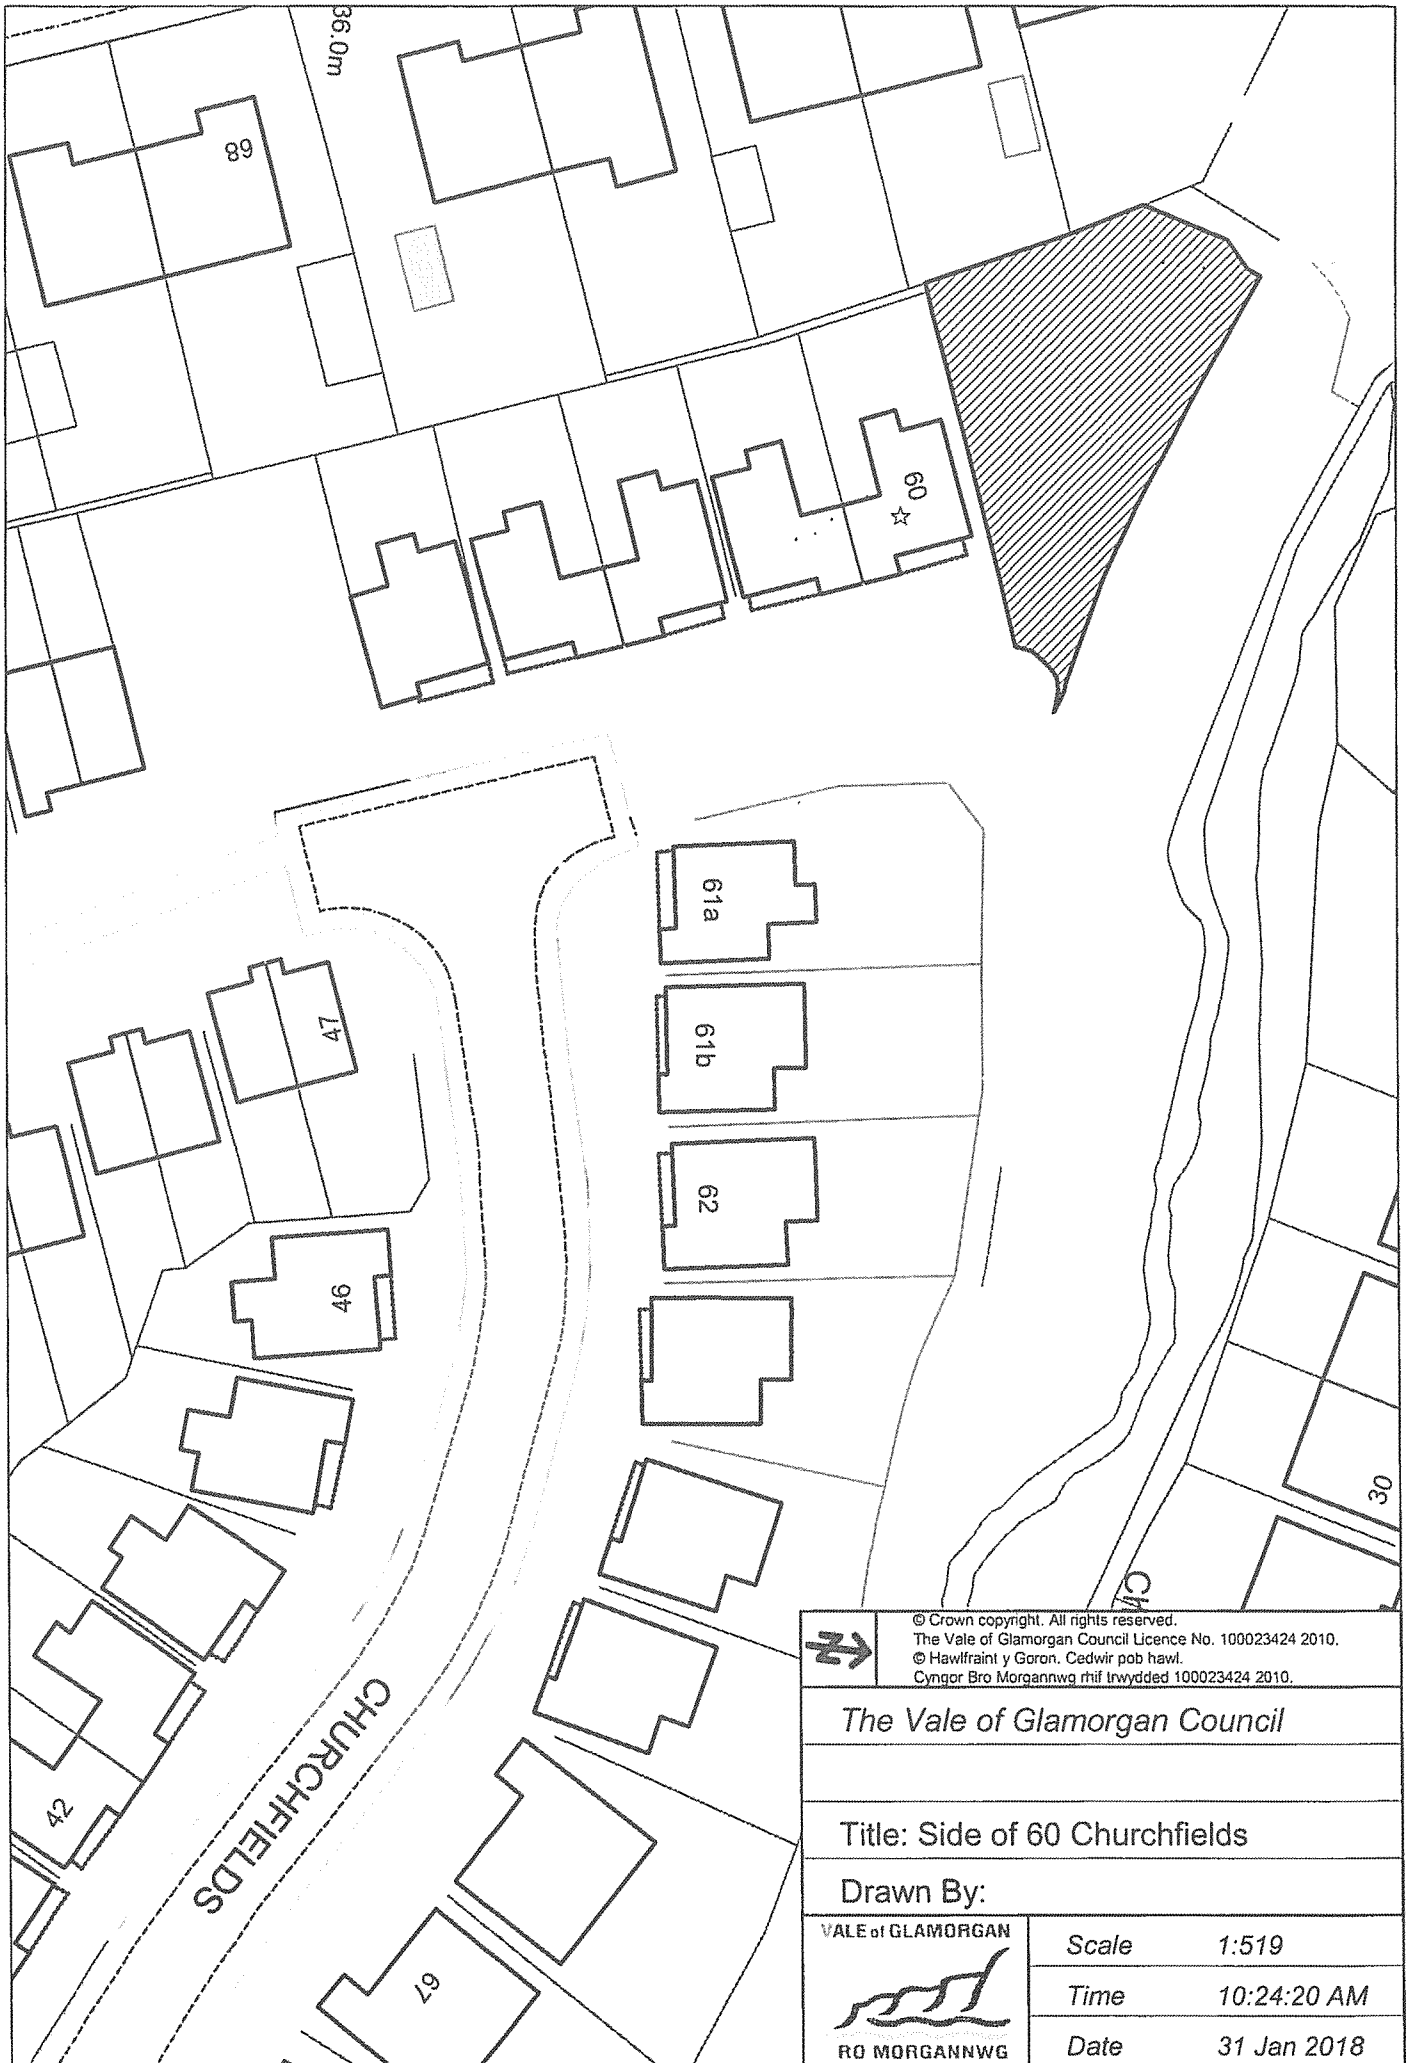 36.0m
68
60
61a
61b
47
62
46
30
CHURCHFIELDS
42
67
© Crown copyright. All rights reserved.
The Vale of Glamorgan Council Licence No. 100023424 2010.
© Hawlfraint y Goron. Cedwir pob hawl.
Cyngor Bro Morgannwg rhif trwydded 100023424 2010.
The Vale of Glamorgan Council
Title: Side of 60 Churchfields
Drawn By:
VALE of GLAMORGAN
RO MORGANNWG
Scale 1:519
Time 10:24:20 AM
Date 31 Jan 2018